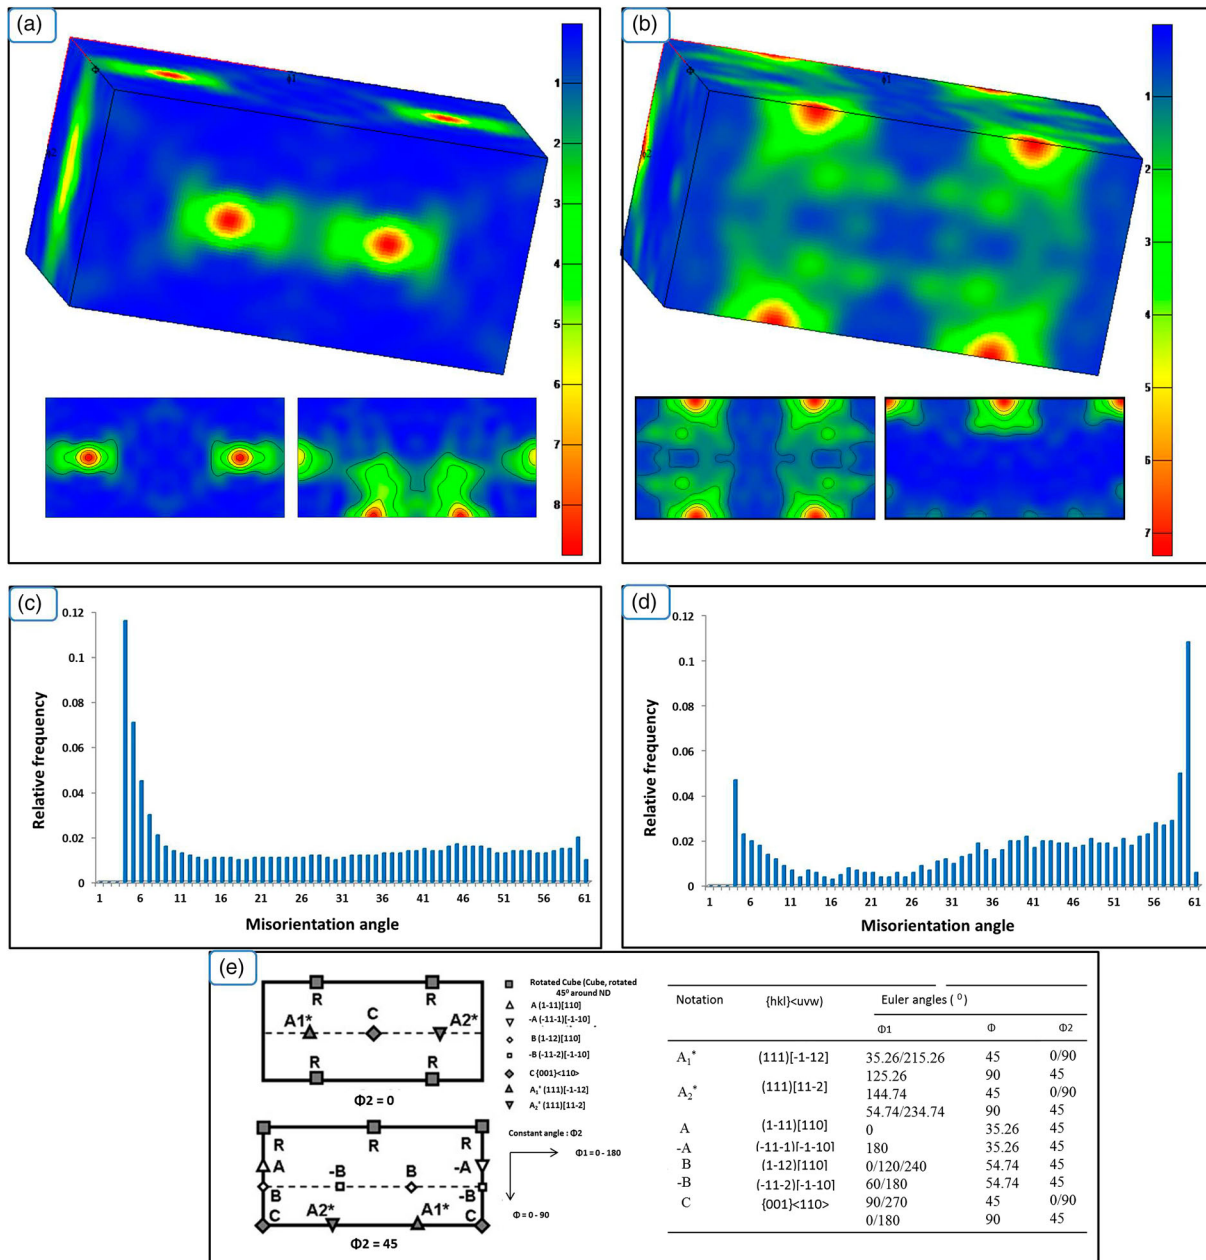 (a)
(b)
ϕ1
Φ
ϕ2
1
2
3
4
5
6
7
8
ϕ1
ϕ2
1
2
3
4
5
6
7
(c)
(d)
0.12
0.1
0.08
0.06
0.04
0.02
0
Relative frequency
1 6 11 16 21 26 31 36 41 46 51 56 61
Misorientation angle
0.12
0.1
0.08
0.06
0.04
0.02
0
Relative frequency
1 6 11 16 21 26 31 36 41 46 51 56 61
Misorientation angle
(e)
R R
A1* C A2*
R R
Φ2 = 0
R R R
A -B B -A
B -B
C A2* A1* C
Φ2 = 45
Rotated Cube (Cube, rotated
45⁰ around ND
A (1-11)[110]
-A (-11-1)[-1-10]
B (1-12)[110]
-B (-11-2)[-1-10]
C {001}<110>
A₁* (111)[-1-12]
A₂* (111)[11-2]
Constant angle : Φ2
Φ1 = 0 - 180
Φ = 0 - 90
Notation {hkl}<uvw) Euler angles ( ⁰)
Φ1 Φ Φ2
A₁* (111)[-1-12] 35.26/215.26 45 0/90
125.26 90 45
A₂* (111)[11-2] 144.74 45 0/90
54.74/234.74 90 45
A (1-11)[110] 0 35.26 45
-A (-11-1)[-1-10] 180 35.26 45
B (1-12)[110] 0/120/240 54.74 45
-B (-11-2)[-1-10] 60/180 54.74 45
C {001}<110> 90/270 45 0/90
0/180 90 45